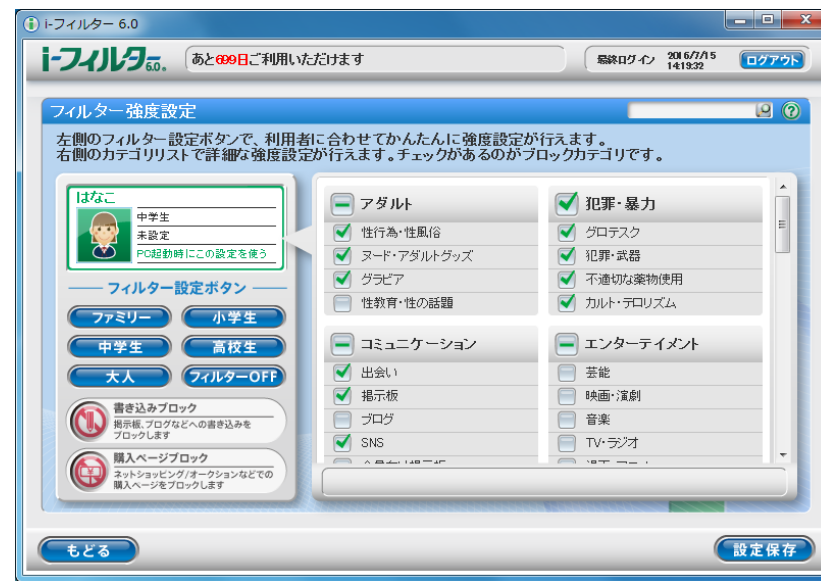 i-フィルター 6.0
i-フィルター6.0. あと699日ご利用いただけます 最終ログイン 2016/7/15 14:19:32 ログアウト
フィルター強度設定
左側のフィルター設定ボタンで、利用者に合わせてかんたんに強度設定が行えます。
右側のカテゴリリストで詳細な強度設定が行えます。チェックがあるのがブロックカテゴリです。
はなこ
中学生
未設定
PC起動時にこの設定を使う
フィルター設定ボタン
ファミリー 小学生
中学生 高校生
大人 フィルターOFF
書き込みブロック
掲示板、ブログなどへの書き込みを
ブロックします
購入ページブロック
ネットショッピング/オークションなどでの
購入ページをブロックします
アダルト
性行為・性風俗
ヌード・アダルトグッズ
グラビア
性教育・性の話題
犯罪・暴力
グロテスク
犯罪・武器
不適切な薬物使用
カルト・テロリズム
コミュニケーション
出会い
掲示板
ブログ
SNS
エンターテイメント
芸能
映画・演劇
音楽
TV・ラジオ
もどる 設定保存